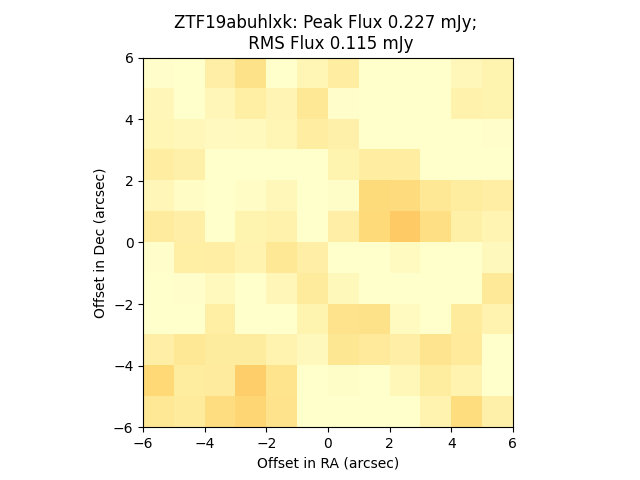 ZTF19abuhlxk: Peak Flux 0.227 mJy;
RMS Flux 0.115 mJy
6
4
2
0
−2
−4
−6
Offset in Dec (arcsec)
−6 −4 −2 0 2 4 6
Offset in RA (arcsec)